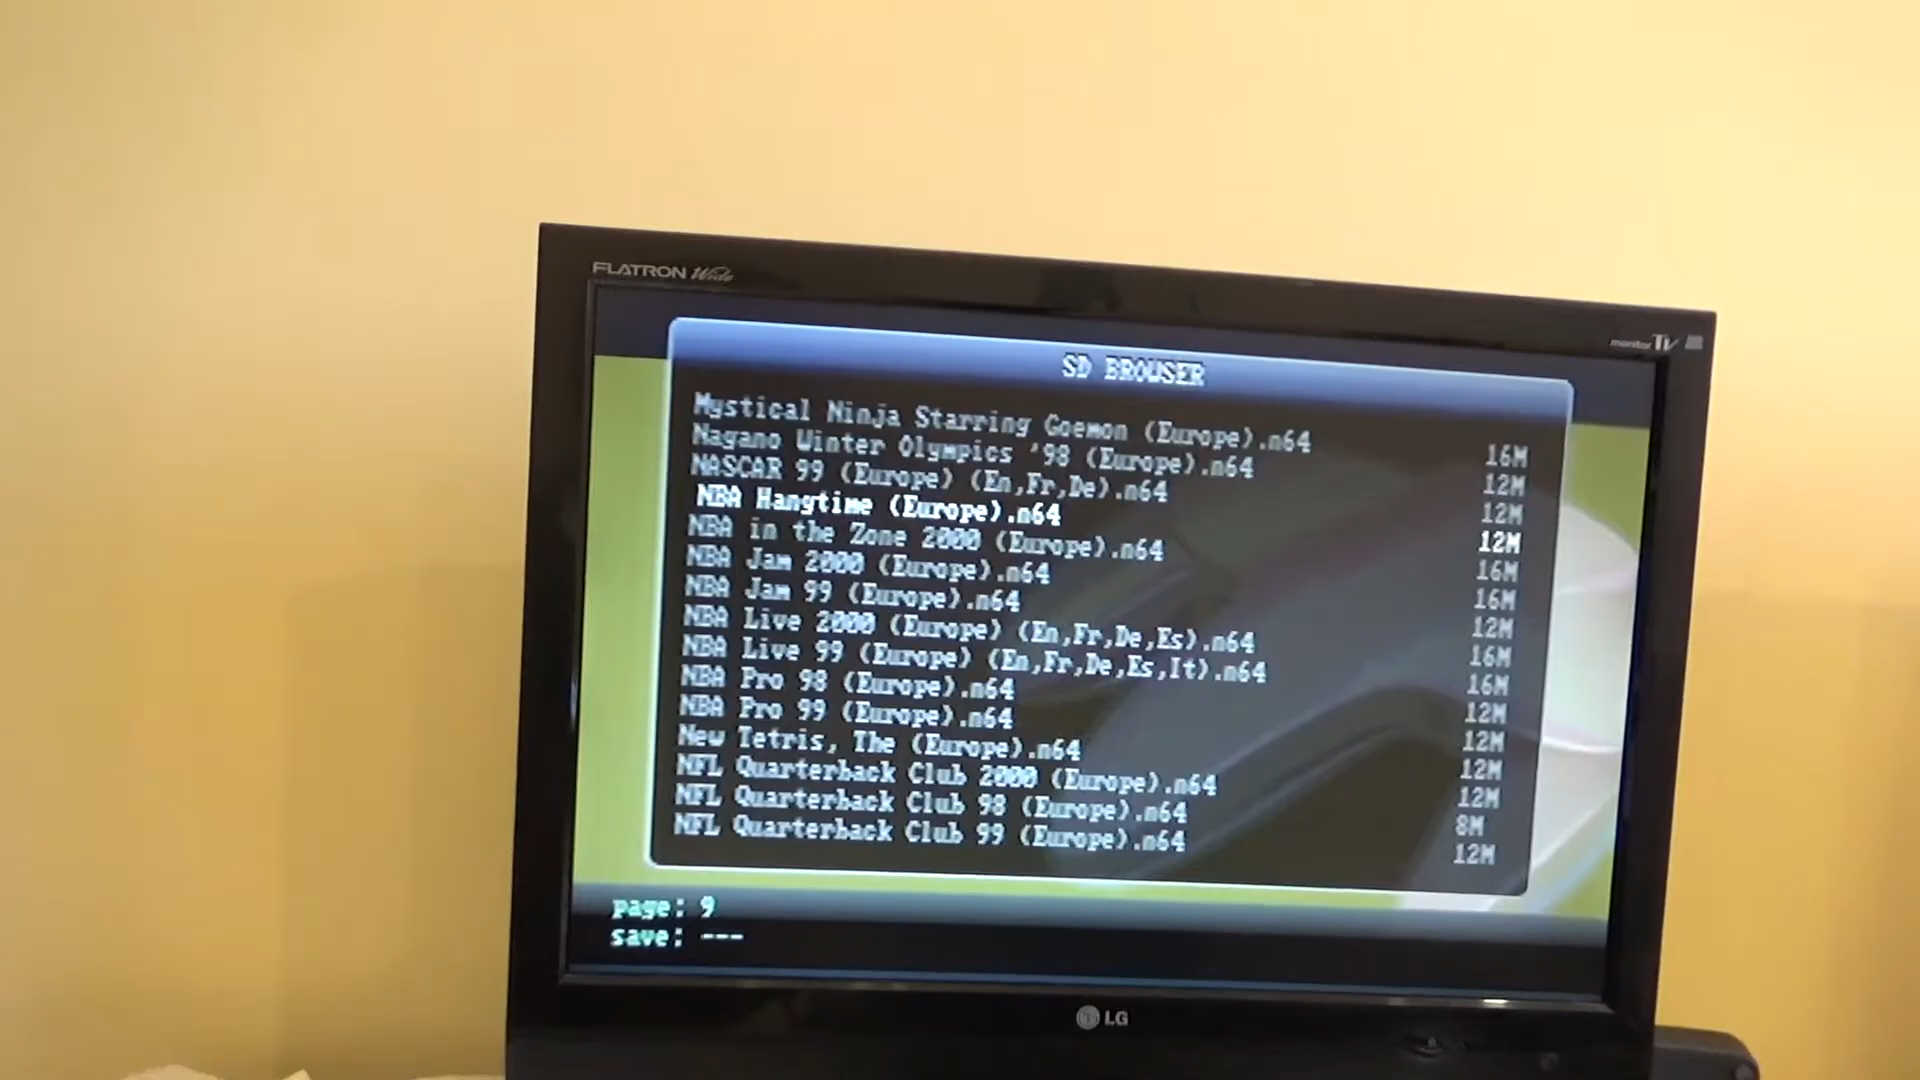 FLATRON Wide
monitor TV
SD BROWSER
Mystical Ninja Starring Goemon (Europe).n64 16M
Nagano Winter Olympics '98 (Europe).n64 12M
NASCAR 99 (Europe) (En,Fr,De).n64 12M
NBA Hangtime (Europe).n64 12M
NBA in the Zone 2000 (Europe).n64 16M
NBA Jam 2000 (Europe).n64 16M
NBA Jam 99 (Europe).n64 12M
NBA Live 2000 (Europe) (En,Fr,De,Es).n64 16M
NBA Live 99 (Europe) (En,Fr,De,Es,It).n64 16M
NBA Pro 98 (Europe).n64 12M
NBA Pro 99 (Europe).n64 12M
New Tetris, The (Europe).n64 12M
NFL Quarterback Club 2000 (Europe).n64 12M
NFL Quarterback Club 98 (Europe).n64 8M
NFL Quarterback Club 99 (Europe).n64 12M
page: 9
save: ---
LG